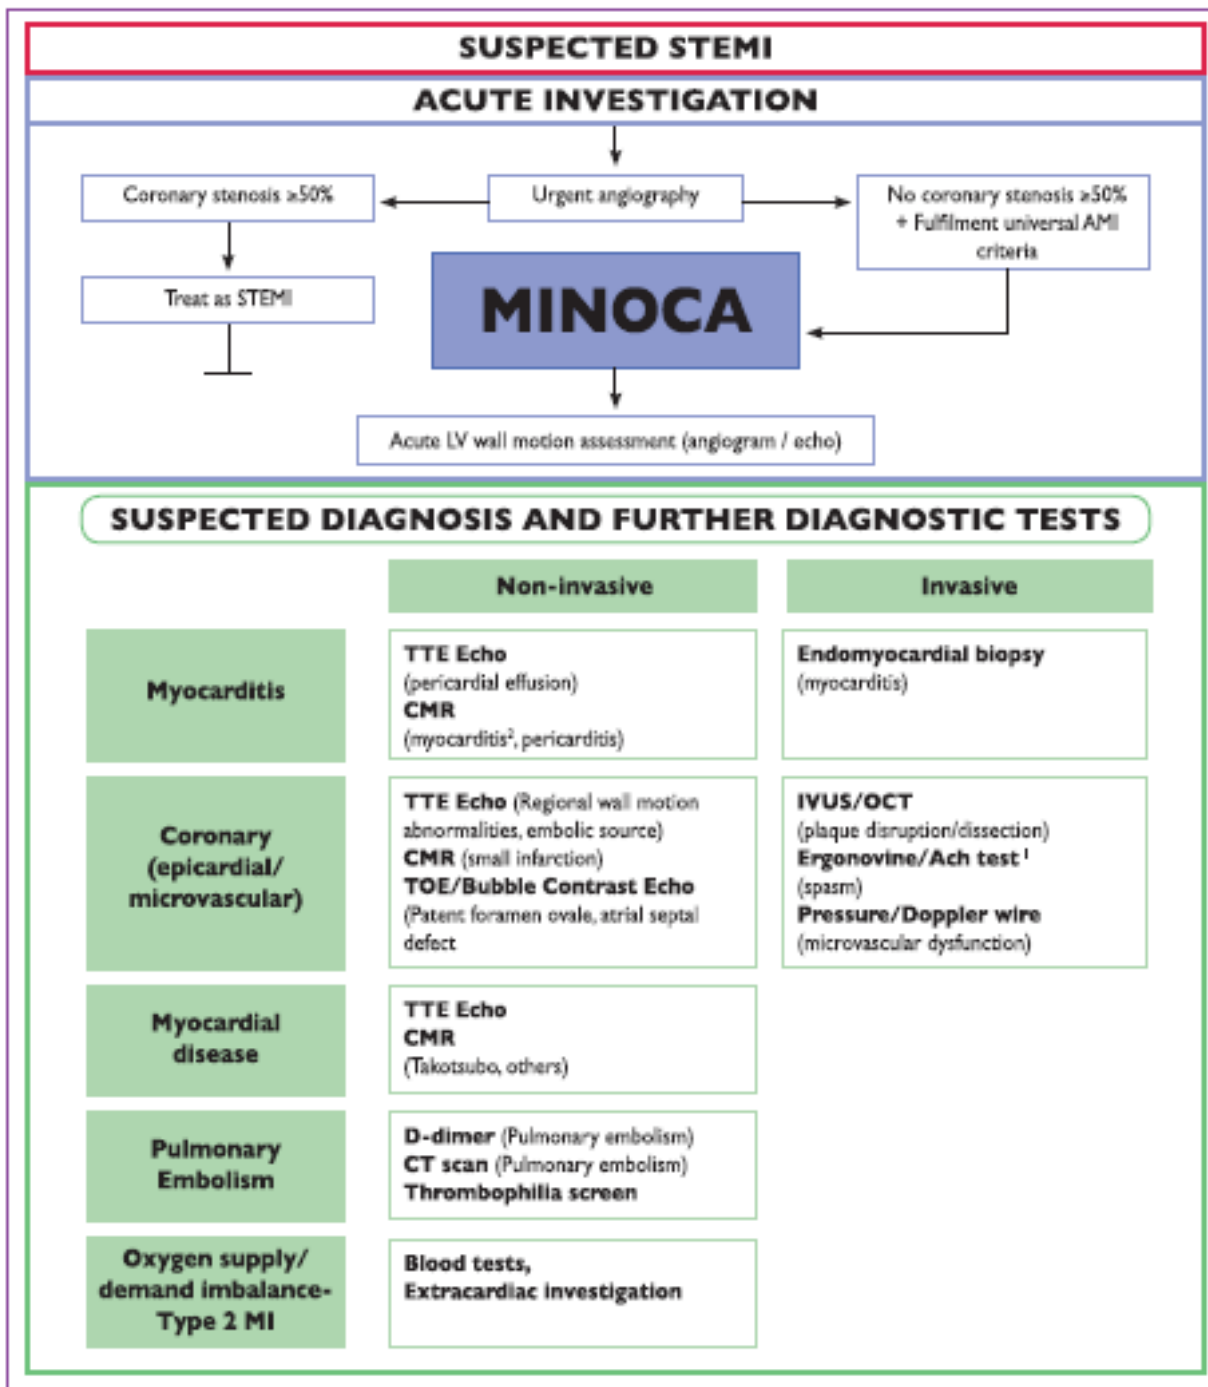 SUSPECTED STEMI
ACUTE INVESTIGATION
Coronary stenosis ≥50%
Urgent angiography
No coronary stenosis ≥50%
+ Fulfilment universal AMI
criteria
Treat as STEMI
MINOCA
Acute LV wall motion assessment (angiogram / echo)
SUSPECTED DIAGNOSIS AND FURTHER DIAGNOSTIC TESTS
Non-invasive
Invasive
Myocarditis
TTE Echo
(pericardial effusion)
CMR
(myocarditis², pericarditis)
Endomyocardial biopsy
(myocarditis)
Coronary
(epicardial/
microvascular)
TTE Echo (Regional wall motion
abnormalities, embolic source)
CMR (small infarction)
TOE/Bubble Contrast Echo
(Patent foramen ovale, atrial septal
defect
IVUS/OCT
(plaque disruption/dissection)
Ergonovine/Ach test¹
(spasm)
Pressure/Doppler wire
(microvascular dysfunction)
Myocardial
disease
TTE Echo
CMR
(Takotsubo, others)
Pulmonary
Embolism
D-dimer (Pulmonary embolism)
CT scan (Pulmonary embolism)
Thrombophilia screen
Oxygen supply/
demand imbalance-
Type 2 MI
Blood tests,
Extracardiac investigation